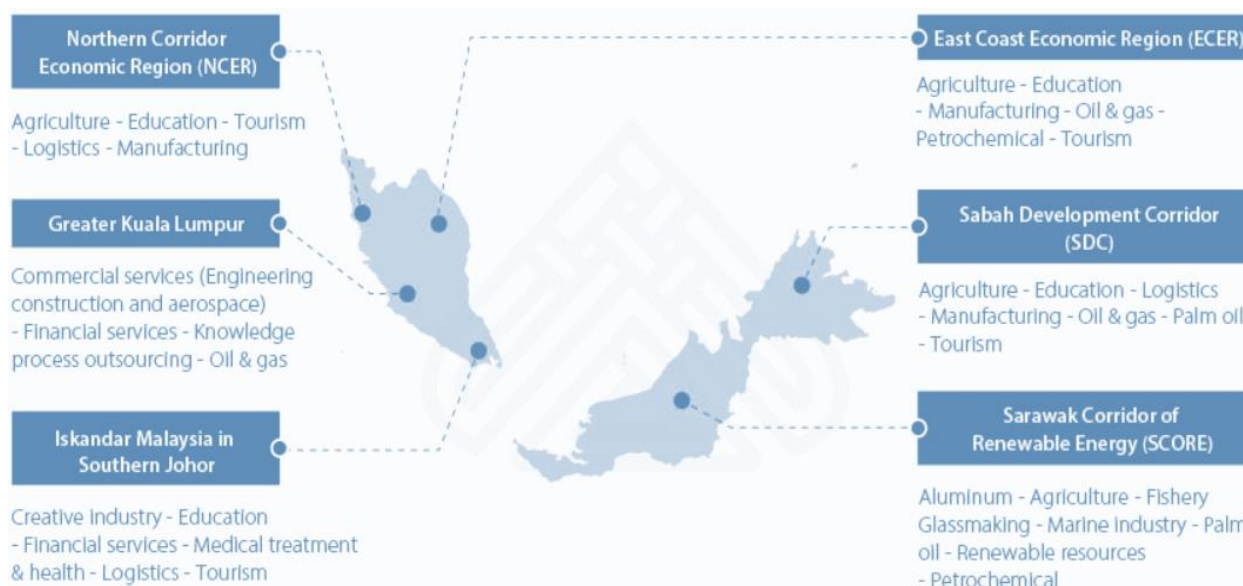 Northern Corridor
Economic Region (NCER)
Agriculture - Education - Tourism
- Logistics - Manufacturing
Greater Kuala Lumpur
Commercial services (Engineering
construction and aerospace)
- Financial services - Knowledge
process outsourcing - Oil & gas
Iskandar Malaysia in
Southern Johor
Creative industry - Education
- Financial services - Medical treatment
& health - Logistics - Tourism
East Coast Economic Region (ECER)
Agriculture - Education
- Manufacturing - Oil & gas -
Petrochemical - Tourism
Sabah Development Corridor
(SDC)
Agriculture - Education - Logistics
- Manufacturing - Oil & gas - Palm oil
- Tourism
Sarawak Corridor of
Renewable Energy (SCORE)
Aluminum - Agriculture - Fishery
Glassmaking - Marine industry - Palm
oil - Renewable resources
- Petrochemical